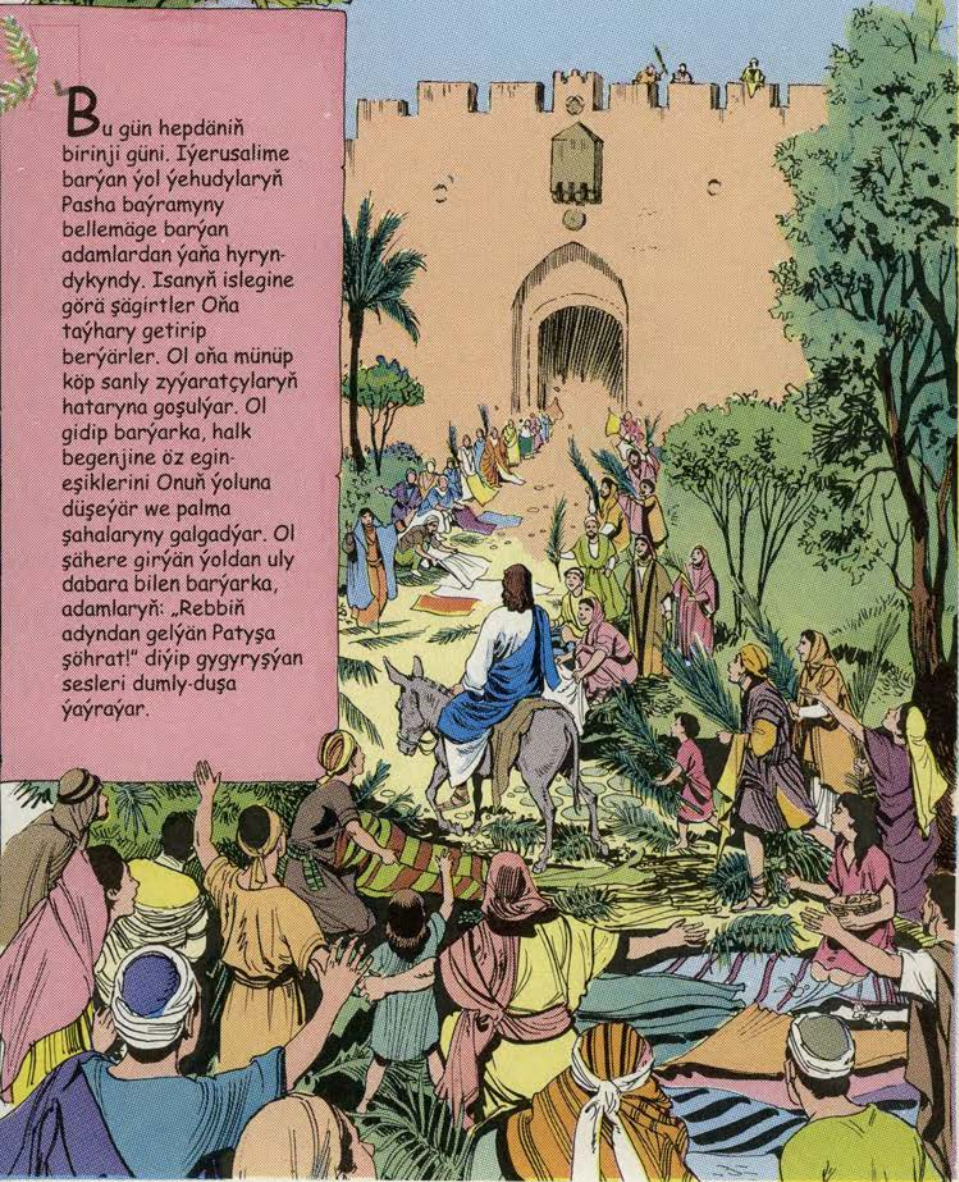 Bu gün hepdäniň
birinji güni. Iýerusalime
barýan ýol ýehudylaryň
Pasha baýramyny
bellemäge barýan
adamlardan ýaňa hyryn-
dykyndy. Isanyň islegine
görä şägirtler Oňa
taýhary getirip
berýärler. Ol oňa münüp
köp sanly zyýaratçylaryň
hataryna goşulýar. Ol
gidip barýarka, halk
begenjine öz egin-
eşiklerini Onuň ýoluna
düşeýär we palma
şahalaryny galgadýar. Ol
şähere girýän ýoldan uly
dabara bilen barýarka,
adamlaryň: „Rebbiň
adyndan gelýän Patyşa
şöhrat!" diýip gygyryşýan
sesleri dumly-duşa
ýaýraýar.